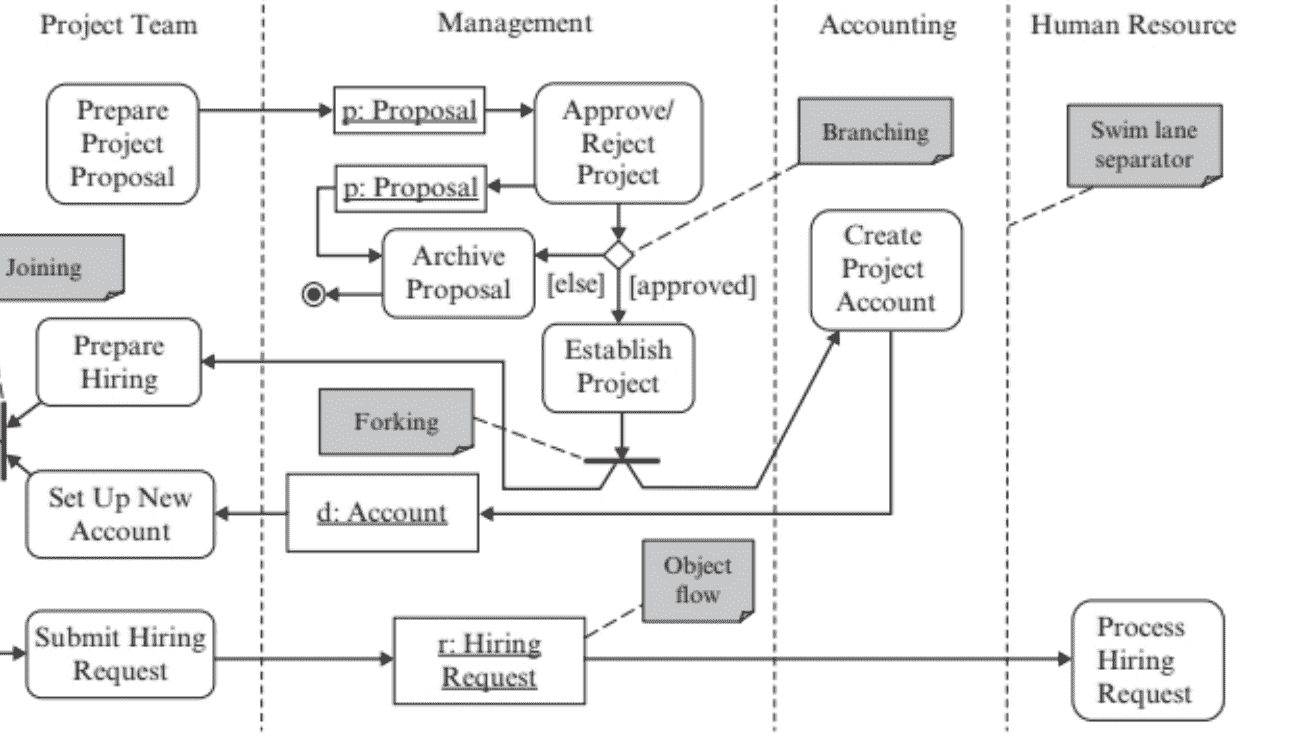 Project Team
Management
Accounting
Human Resource
Prepare
Project
Proposal
p: Proposal
Approve/
Reject
Project
Branching
Swim lane
separator
p: Proposal
Create
Project
Account
Archive
Proposal
[else]
[approved]
Joining
Prepare
Hiring
Establish
Project
Forking
Set Up New
Account
d: Account
Object
flow
Submit Hiring
Request
r: Hiring
Request
Process
Hiring
Request